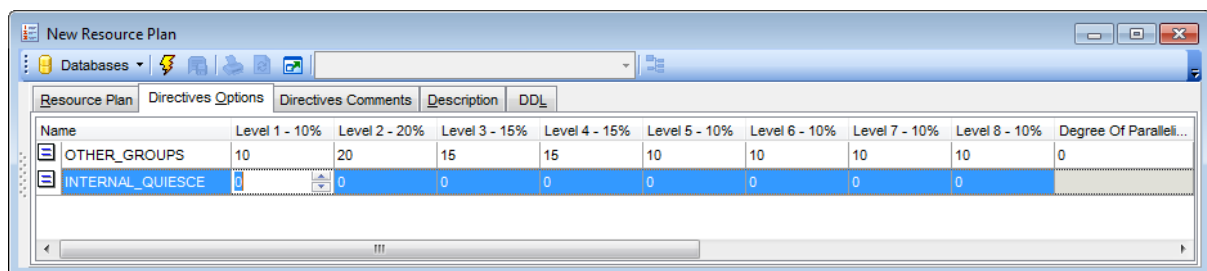 New Resource Plan
Databases
Resource Plan Directives Options Directives Comments Description DDL
Name Level 1 - 10% Level 2 - 20% Level 3 - 15% Level 4 - 15% Level 5 - 10% Level 6 - 10% Level 7 - 10% Level 8 - 10% Degree Of Paralleli...
OTHER_GROUPS 10 20 15 15 10 10 10 10 0
INTERNAL_QUIESCE 0 0 0 0 0 0 0 0